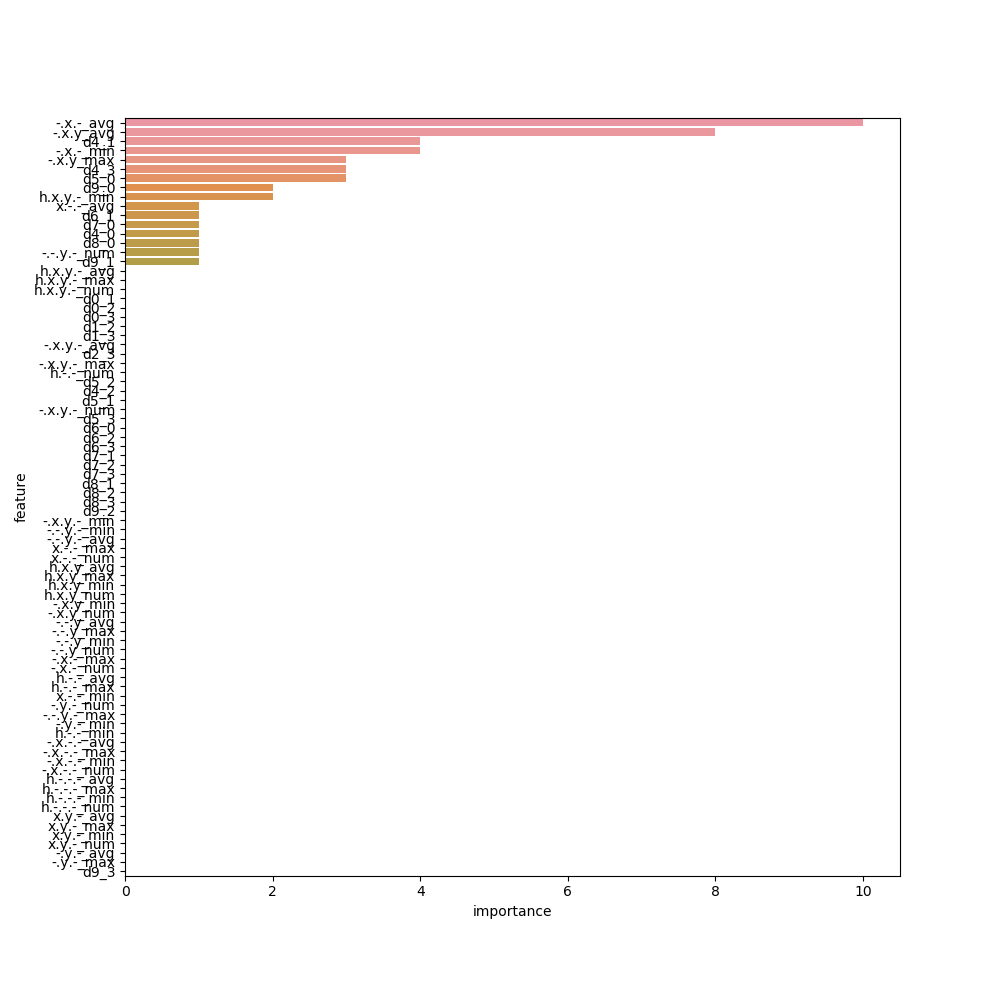 -.x.-_avg
-.x.y_avg
d4_1
-.x.-_min
-.x.y_max
d4_3
d5_0
d9_0
h.x.y.-_min
x.-.-_avg
d6_1
d7_0
d4_0
d8_0
-.-.y.-_num
d9_1
h.x.y.-_avg
h.x.y.-_max
h.x.y.-_num
d0_1
d0_2
d0_3
d1_2
d1_3
-.x.y.-_avg
d2_3
-.x.y.-_max
h.-.-_num
d5_2
d4_2
d5_1
-.x.y.-_num
d5_3
d6_0
d6_2
d6_3
d7_1
d7_2
d7_3
d8_1
d8_2
d8_3
d9_2
-.x.y.-_min
-.-.y.-_min
-.-.y.-_avg
x.-.-_max
x.-.-_num
h.x.y_avg
h.x.y_max
h.x.y_min
h.x.y_num
-.x.y_min
-.x.y_num
-.-.y_avg
-.-.y_max
-.-.y_min
-.-.y_num
-.x.-_max
-.x.-_num
h.-.-_avg
h.-.-_max
x.-.-_min
-.y.-_num
-.-.y.-_max
-.y.-_min
h.-.-_min
-.x.-.-_avg
-.x.-.-_max
-.x.-.-_min
-.x.-.-_num
h.-.-.-_avg
h.-.-.-_max
h.-.-.-_min
h.-.-.-_num
x.y.-_avg
x.y.-_max
x.y.-_min
x.y.-_num
-.y.-_avg
-.y.-_max
d9_3
feature
0 2 4 6 8 10
importance